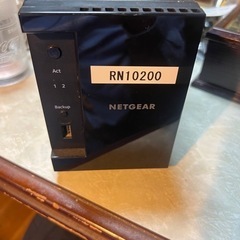 Act
RN10200
1 2
Backup
NETGEAR